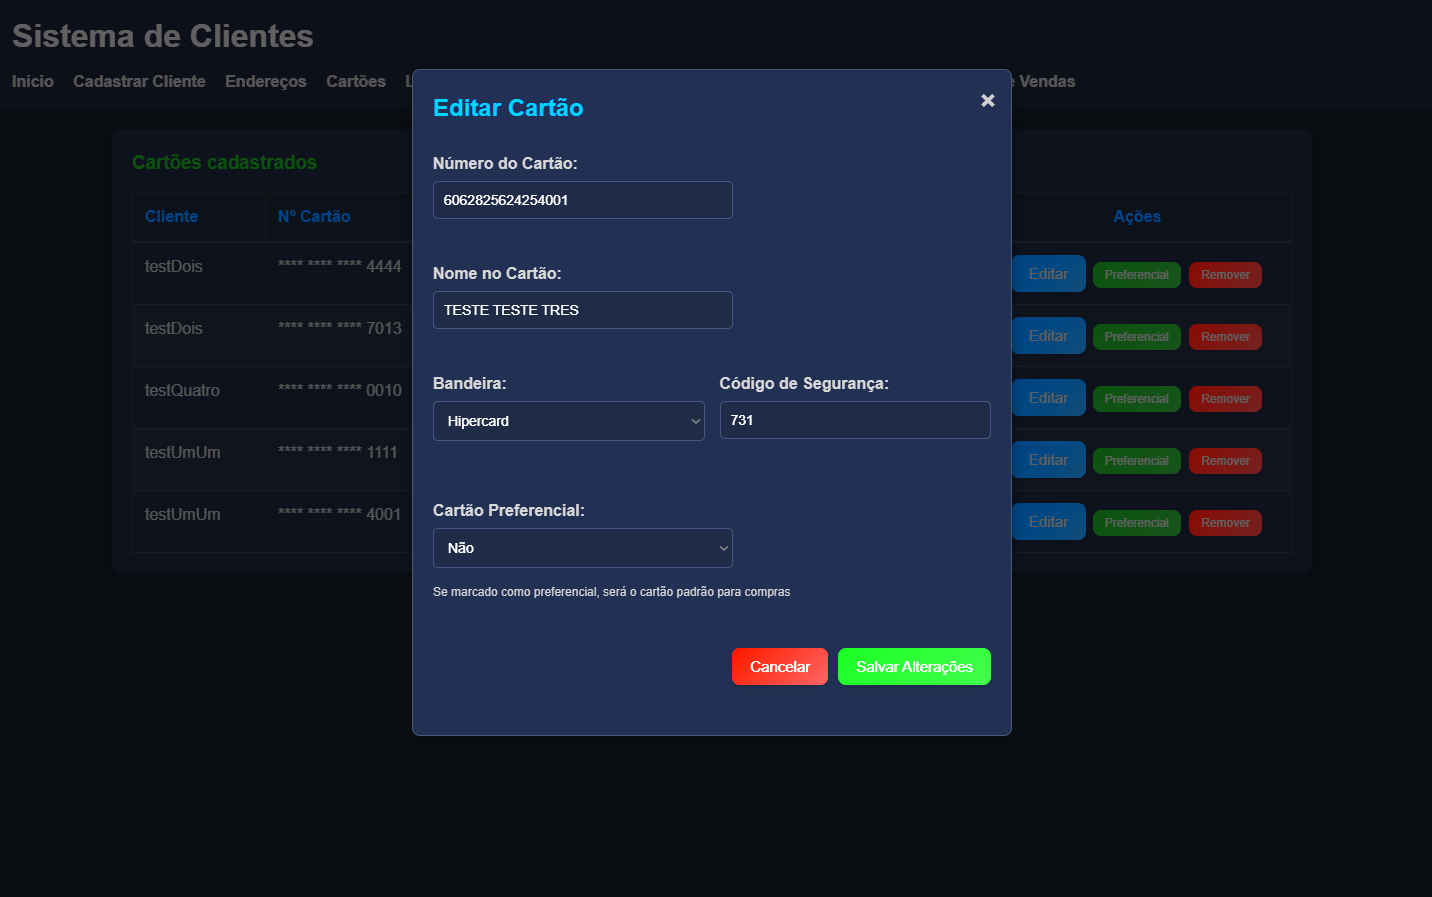 Sistema de Clientes
Início Cadastrar Cliente Endereços Cartões L e Vendas
Editar Cartão ×
Cartões cadastrados
Número do Cartão:
6062825624254001
Cliente Nº Cartão Ações
testDois **** **** **** 4444 Editar Preferencial Remover
Nome no Cartão:
TESTE TESTE TRES
testDois **** **** **** 7013 Editar Preferencial Remover
Bandeira: Código de Segurança:
testQuatro **** **** **** 0010 Editar Preferencial Remover
Hipercard 731
testUmUm **** **** **** 1111 Editar Preferencial Remover
Cartão Preferencial:
testUmUm **** **** **** 4001 Editar Preferencial Remover
Não
Se marcado como preferencial, será o cartão padrão para compras
Cancelar Salvar Alterações